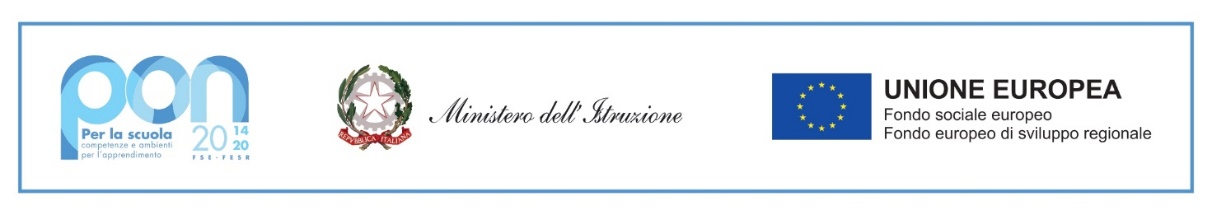 pon
Per la scuola
competenze e ambienti
per l'apprendimento
20 14
20
FSE-FESR
REPVBBLICA ITALIANA
Ministero dell'Istruzione
UNIONE EUROPEA
Fondo sociale europeo
Fondo europeo di sviluppo regionale